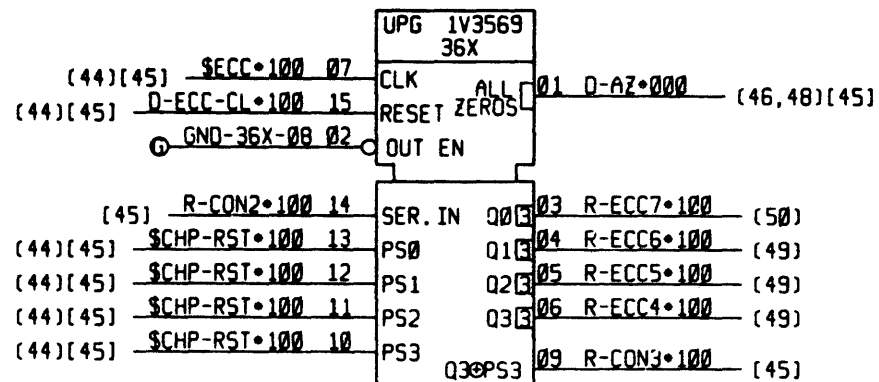 UPG 1V3569
36X
(44)[45] $ECC•100 07 CLK ALL 01 D-AZ•000 (46,48)[45]
(44)[45] D-ECC-CL•100 15 RESET ZEROS
G GND-36X-08 02 OUT EN
[45] R-CON2•100 14 SER.IN Q0 3 03 R-ECC7•100 (50)
(44)[45] $CHP-RST•100 13 PS0 Q1 3 04 R-ECC6•100 (49)
(44)[45] $CHP-RST•100 12 PS1 Q2 3 05 R-ECC5•100 (49)
(44)[45] $CHP-RST•100 11 PS2 Q3 3 06 R-ECC4•100 (49)
(44)[45] $CHP-RST•100 10 PS3
Q3⊕PS3 09 R-CON3•100 [45]